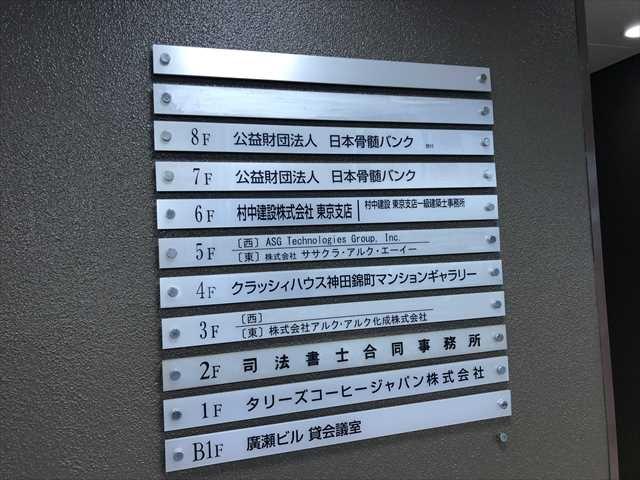 8F 公益財団法人 日本骨髄バンク 受付
7F 公益財団法人 日本骨髄バンク
6F 村中建設株式会社 東京支店 村中建設 東京支店一級建築士事務所
5F 〔西〕 ASG Technologies Group, Inc.
〔東〕 株式会社 ササクラ・アルク・エーイー
4F クラッシィハウス神田錦町マンションギャラリー
3F 〔西〕
〔東〕 株式会社アルク・アルク化成株式会社
2F 司法書士合同事務所
1F タリーズコーヒージャパン株式会社
B1F 廣瀬ビル 貸会議室